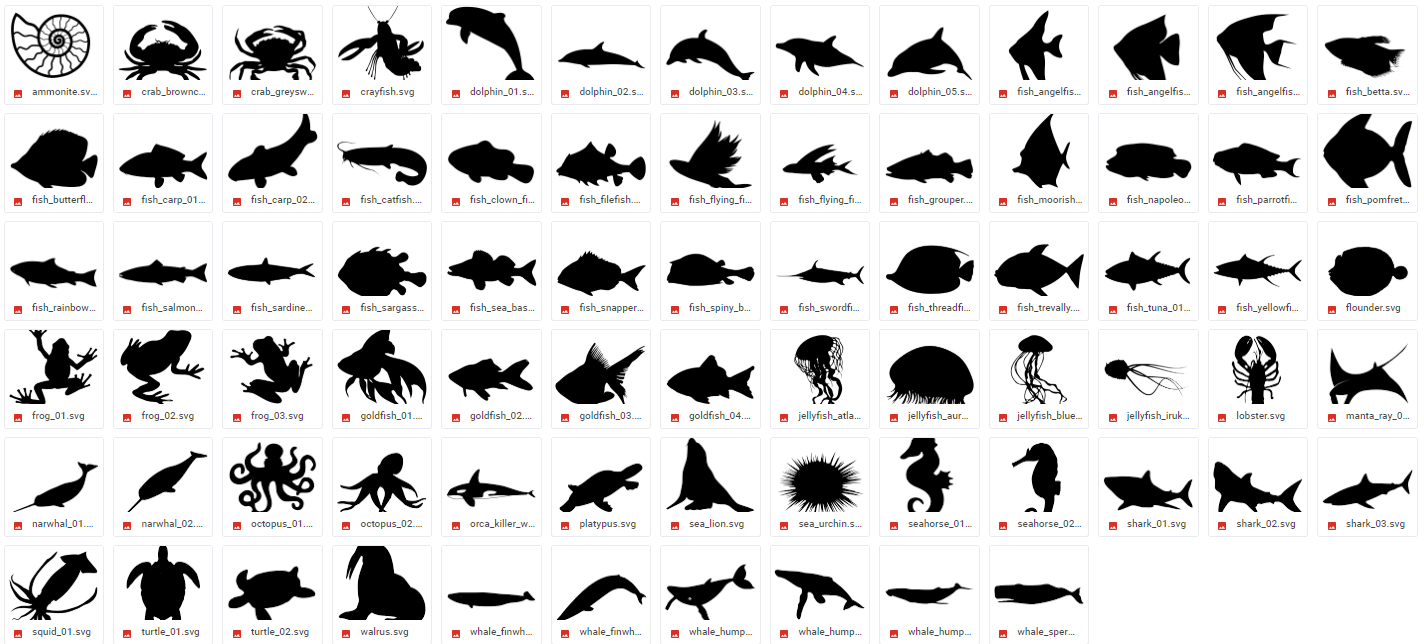 ammonite.sv...
crab_brownc...
crab_greysw...
crayfish.svg
dolphin_01.s...
dolphin_02.s...
dolphin_03.s...
dolphin_04.s...
dolphin_05.s...
fish_angelfis...
fish_angelfis...
fish_angelfis...
fish_betta.sv...
fish_butterfl...
fish_carp_01...
fish_carp_02...
fish_catfish....
fish_clown_fi...
fish_filefish....
fish_flying_fi...
fish_flying_fi...
fish_grouper....
fish_moorish...
fish_napoleo...
fish_parrotfi...
fish_pomfret...
fish_rainbow...
fish_salmon...
fish_sardine...
fish_sargass...
fish_sea_bas...
fish_snapper...
fish_spiny_b...
fish_swordfi...
fish_threadfi...
fish_trevally....
fish_tuna_01...
fish_yellowfi...
flounder.svg
frog_01.svg
frog_02.svg
frog_03.svg
goldfish_01....
goldfish_02....
goldfish_03....
goldfish_04....
jellyfish_atla...
jellyfish_aur...
jellyfish_blue...
jellyfish_iruk...
lobster.svg
manta_ray_0...
narwhal_01....
narwhal_02....
octopus_01....
octopus_02....
orca_killer_w...
platypus.svg
sea_lion.svg
sea_urchin.s...
seahorse_01...
seahorse_02...
shark_01.svg
shark_02.svg
shark_03.svg
squid_01.svg
turtle_01.svg
turtle_02.svg
walrus.svg
whale_finwh...
whale_finwh...
whale_hump...
whale_hump...
whale_hump...
whale_sper...